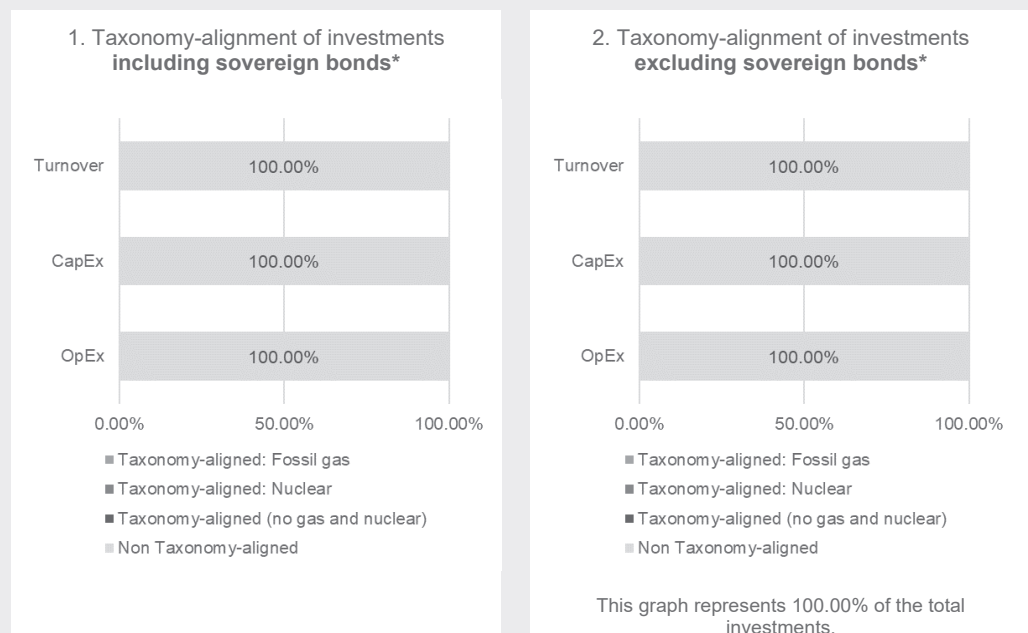 1. Taxonomy-alignment of investments
including sovereign bonds*
Turnover
100.00%
CapEx
100.00%
OpEx
100.00%
0.00%
50.00%
100.00%
Taxonomy-aligned: Fossil gas
Taxonomy-aligned: Nuclear
Taxonomy-aligned (no gas and nuclear)
Non Taxonomy-aligned
2. Taxonomy-alignment of investments
excluding sovereign bonds*
Turnover
100.00%
CapEx
100.00%
OpEx
100.00%
0.00%
50.00%
100.00%
Taxonomy-aligned: Fossil gas
Taxonomy-aligned: Nuclear
Taxonomy-aligned (no gas and nuclear)
Non Taxonomy-aligned
This graph represents 100.00% of the total
investments.